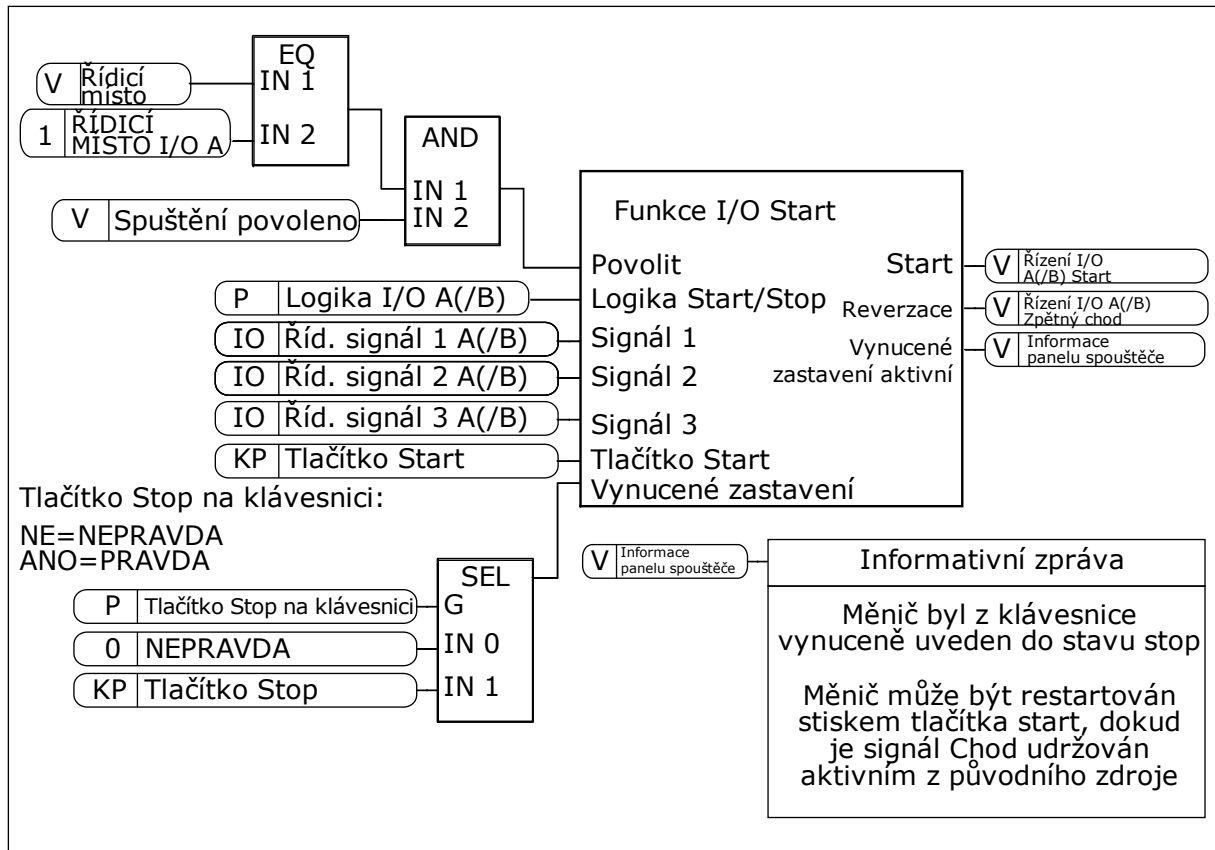 EQ
V Řídicí
místo
IN 1
1 ŘÍDICÍ
MÍSTO I/O A
IN 2
AND
IN 1
V Spuštění povoleno
IN 2
Funkce I/O Start
Povolit
Start
V Řízení I/O
A(/B) Start
P Logika I/O A(/B)
Logika Start/Stop
Reverzace
V Řízení I/O A(/B)
Zpětný chod
IO Říd. signál 1 A(/B)
Signál 1
Vynucené
zastavení aktivní
V Informace
panelu spouštěče
IO Říd. signál 2 A(/B)
Signál 2
IO Říd. signál 3 A(/B)
Signál 3
KP Tlačítko Start
Tlačítko Start
Vynucené zastavení
Tlačítko Stop na klávesnici:
NE=NEPRAVDA
ANO=PRAVDA
SEL
P Tlačítko Stop na klávesnici
G
0 NEPRAVDA
IN 0
KP Tlačítko Stop
IN 1
V Informace
panelu spouštěče
Informativní zpráva
Měnič byl z klávesnice
vynuceně uveden do stavu stop
Měnič může být restartován
stiskem tlačítka start, dokud
je signál Chod udržován
aktivním z původního zdroje